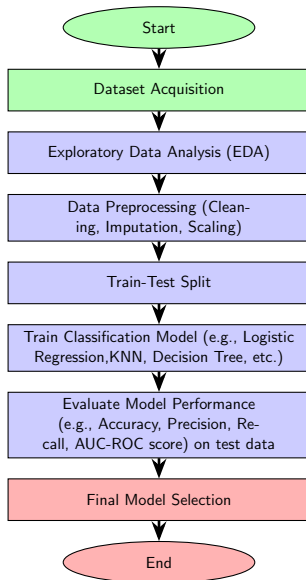 Start
Dataset Acquisition
Exploratory Data Analysis (EDA)
Data Preprocessing (Clean-
ing, Imputation, Scaling)
Train-Test Split
Train Classification Model (e.g., Logistic
Regression,KNN, Decision Tree, etc.)
Evaluate Model Performance
(e.g., Accuracy, Precision, Re-
call, AUC-ROC score) on test data
Final Model Selection
End